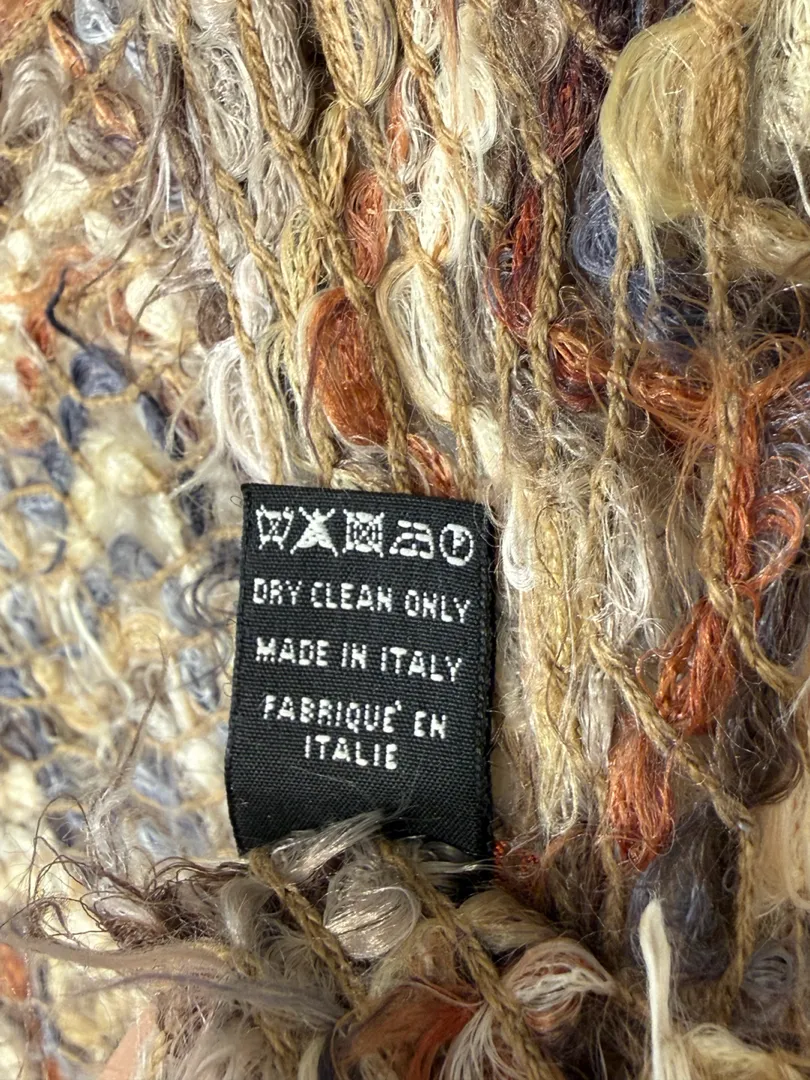 P
DRY CLEAN ONLY
MADE IN ITALY
FABRIQUE' EN
ITALIE